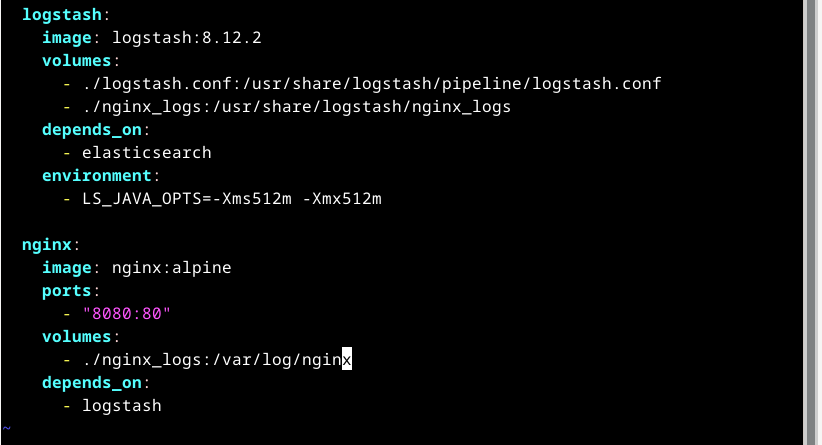 logstash:
image: logstash:8.12.2
volumes:
- ./logstash.conf:/usr/share/logstash/pipeline/logstash.conf
- ./nginx_logs:/usr/share/logstash/nginx_logs
depends_on:
- elasticsearch
environment:
- LS_JAVA_OPTS=-Xms512m -Xmx512m
nginx:
image: nginx:alpine
ports:
- "8080:80"
volumes:
- ./nginx_logs:/var/log/nginx
depends_on:
- logstash
~